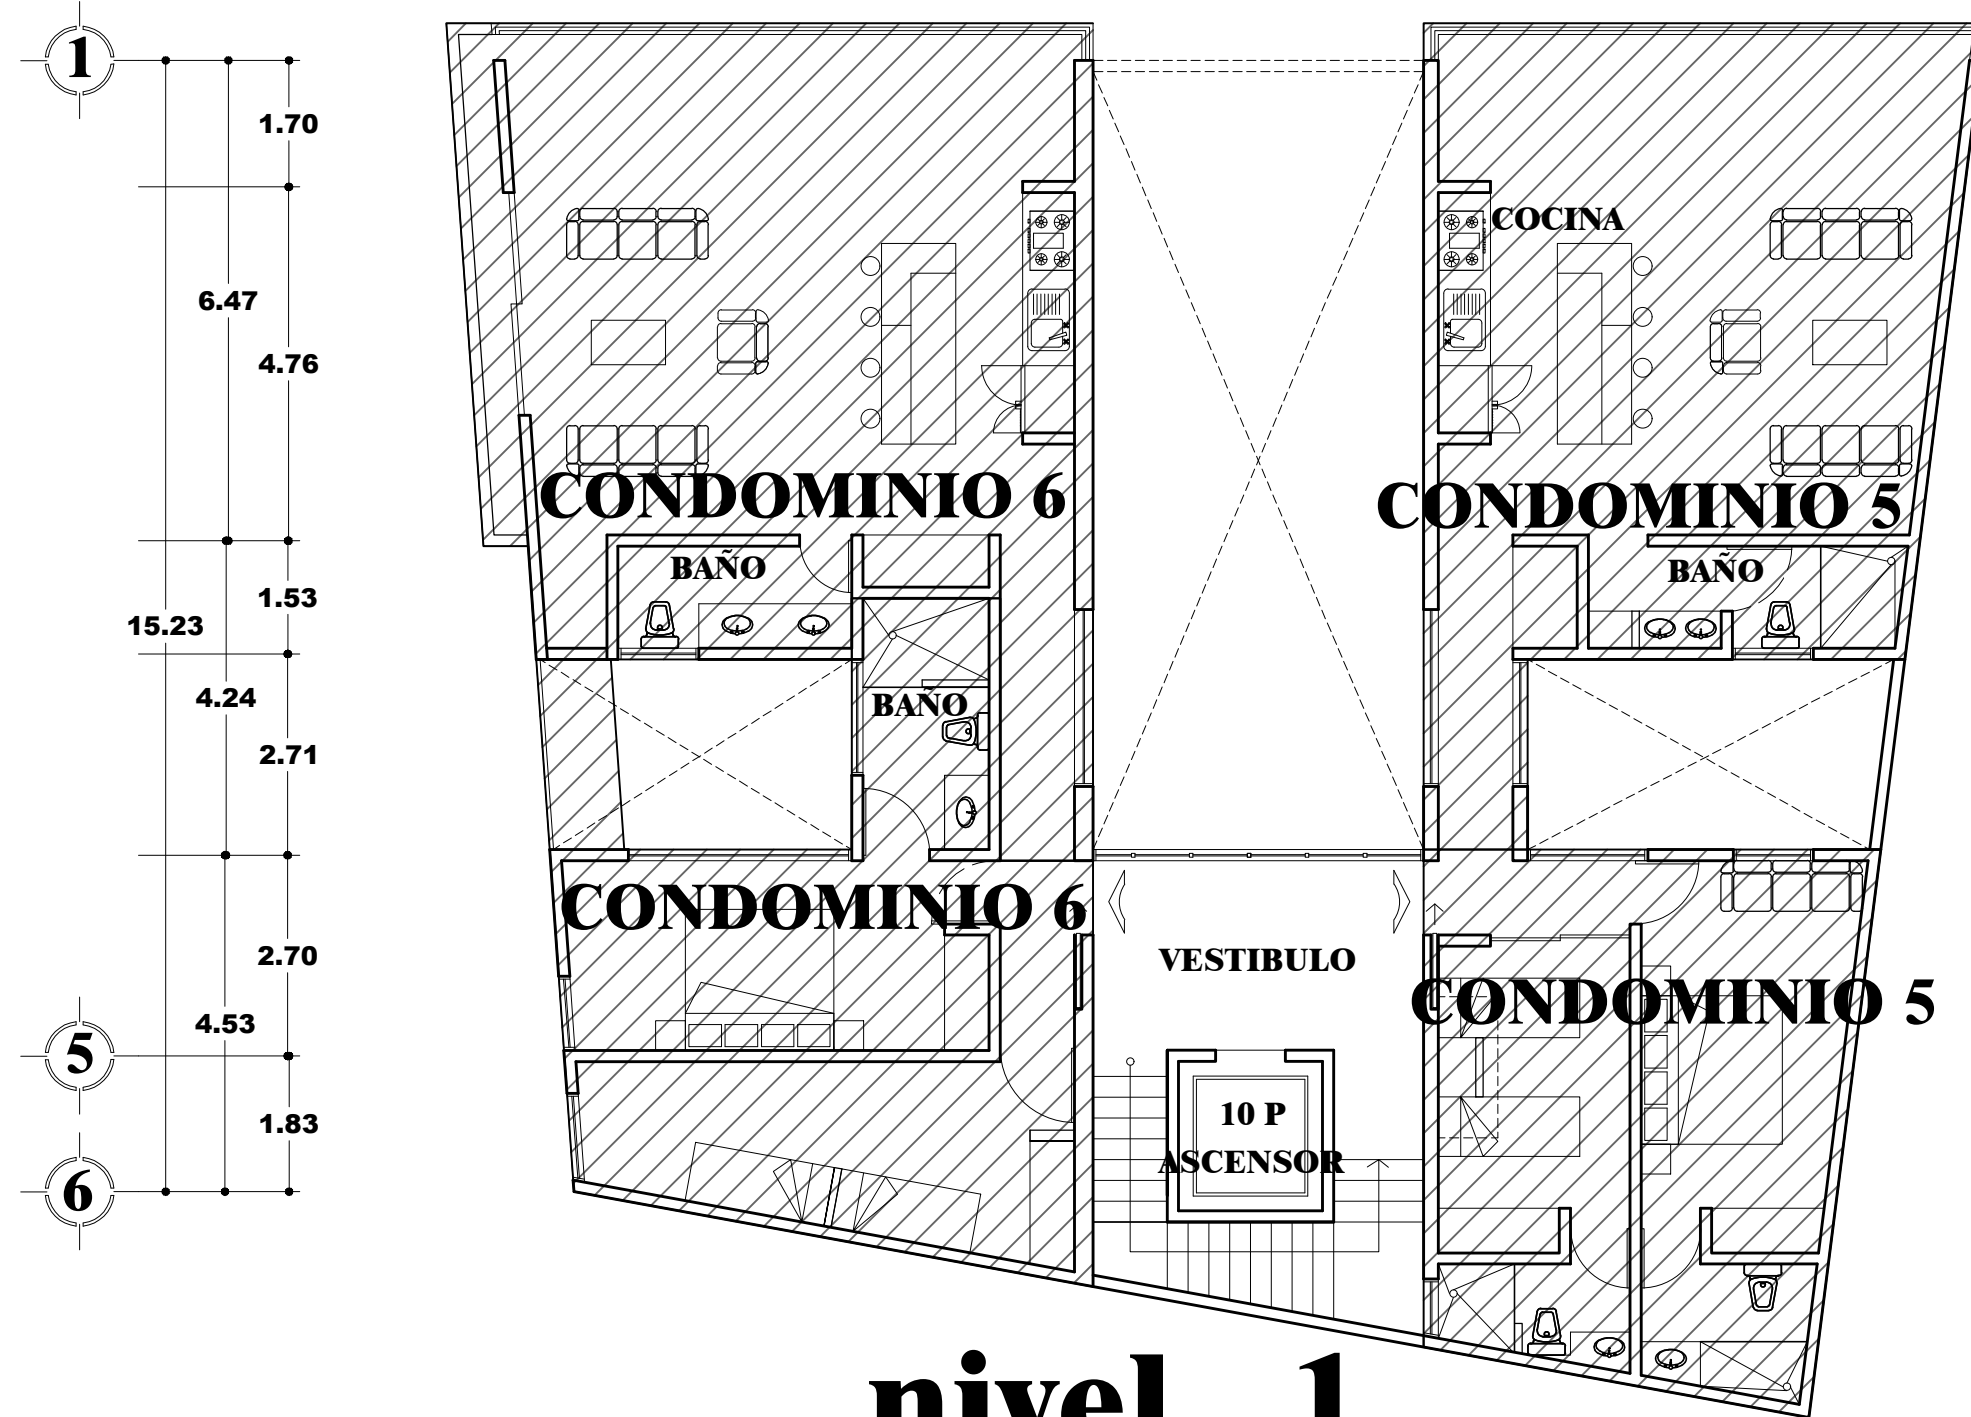 1
1.70
COCINA
6.47
4.76
CONDOMINIO 6
CONDOMINIO 5
BAÑO
BAÑO
1.53
15.23
4.24
BAÑO
2.71
CONDOMINIO 6
VESTIBULO
2.70
CONDOMINIO 5
4.53
5
10 P
ASCENSOR
1.83
6
nivel 1